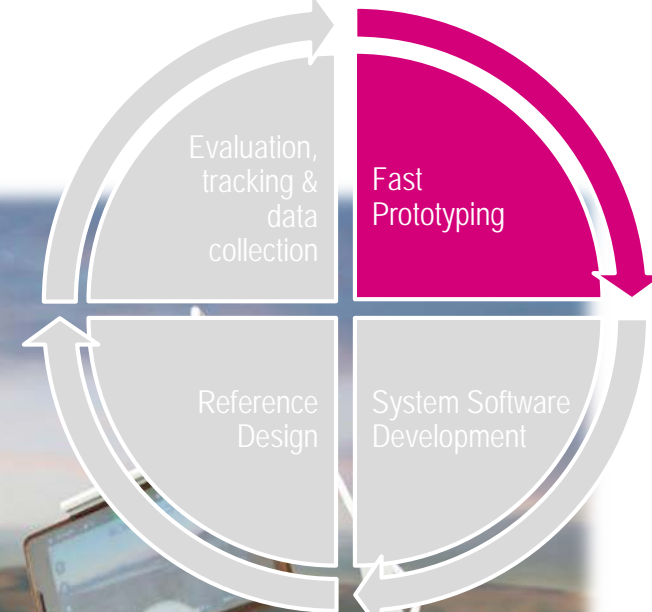 Evaluation,
tracking &
data
collection
Fast
Prototyping
Reference
Design
System Software
Development